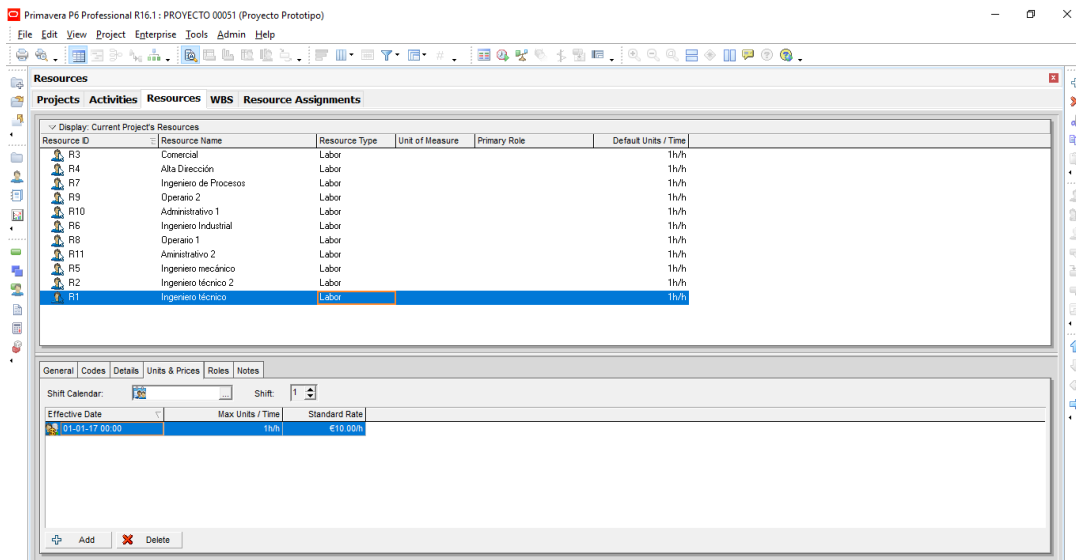 Primavera P6 Professional R16.1 : PROYECTO 00051 (Proyecto Prototipo)
File Edit View Project Enterprise Tools Admin Help
Resources
Projects Activities Resources WBS Resource Assignments
Display: Current Project's Resources
Resource ID Resource Name Resource Type Unit of Measure Primary Role Default Units / Time
R3 Comercial Labor 1h/h
R4 Alta Dirección Labor 1h/h
R7 Ingeniero de Procesos Labor 1h/h
R9 Operario 2 Labor 1h/h
R10 Administrativo 1 Labor 1h/h
R6 Ingeniero Industrial Labor 1h/h
R8 Operario 1 Labor 1h/h
R11 Aministrativo 2 Labor 1h/h
R5 Ingeniero mecánico Labor 1h/h
R2 Ingeniero técnico 2 Labor 1h/h
R1 Ingeniero técnico Labor 1h/h
General Codes Details Units & Prices Roles Notes
Shift Calendar: ... Shift: 1
Effective Date Max Units / Time Standard Rate
01-01-17 00:00 1h/h €10.00/h
Add Delete